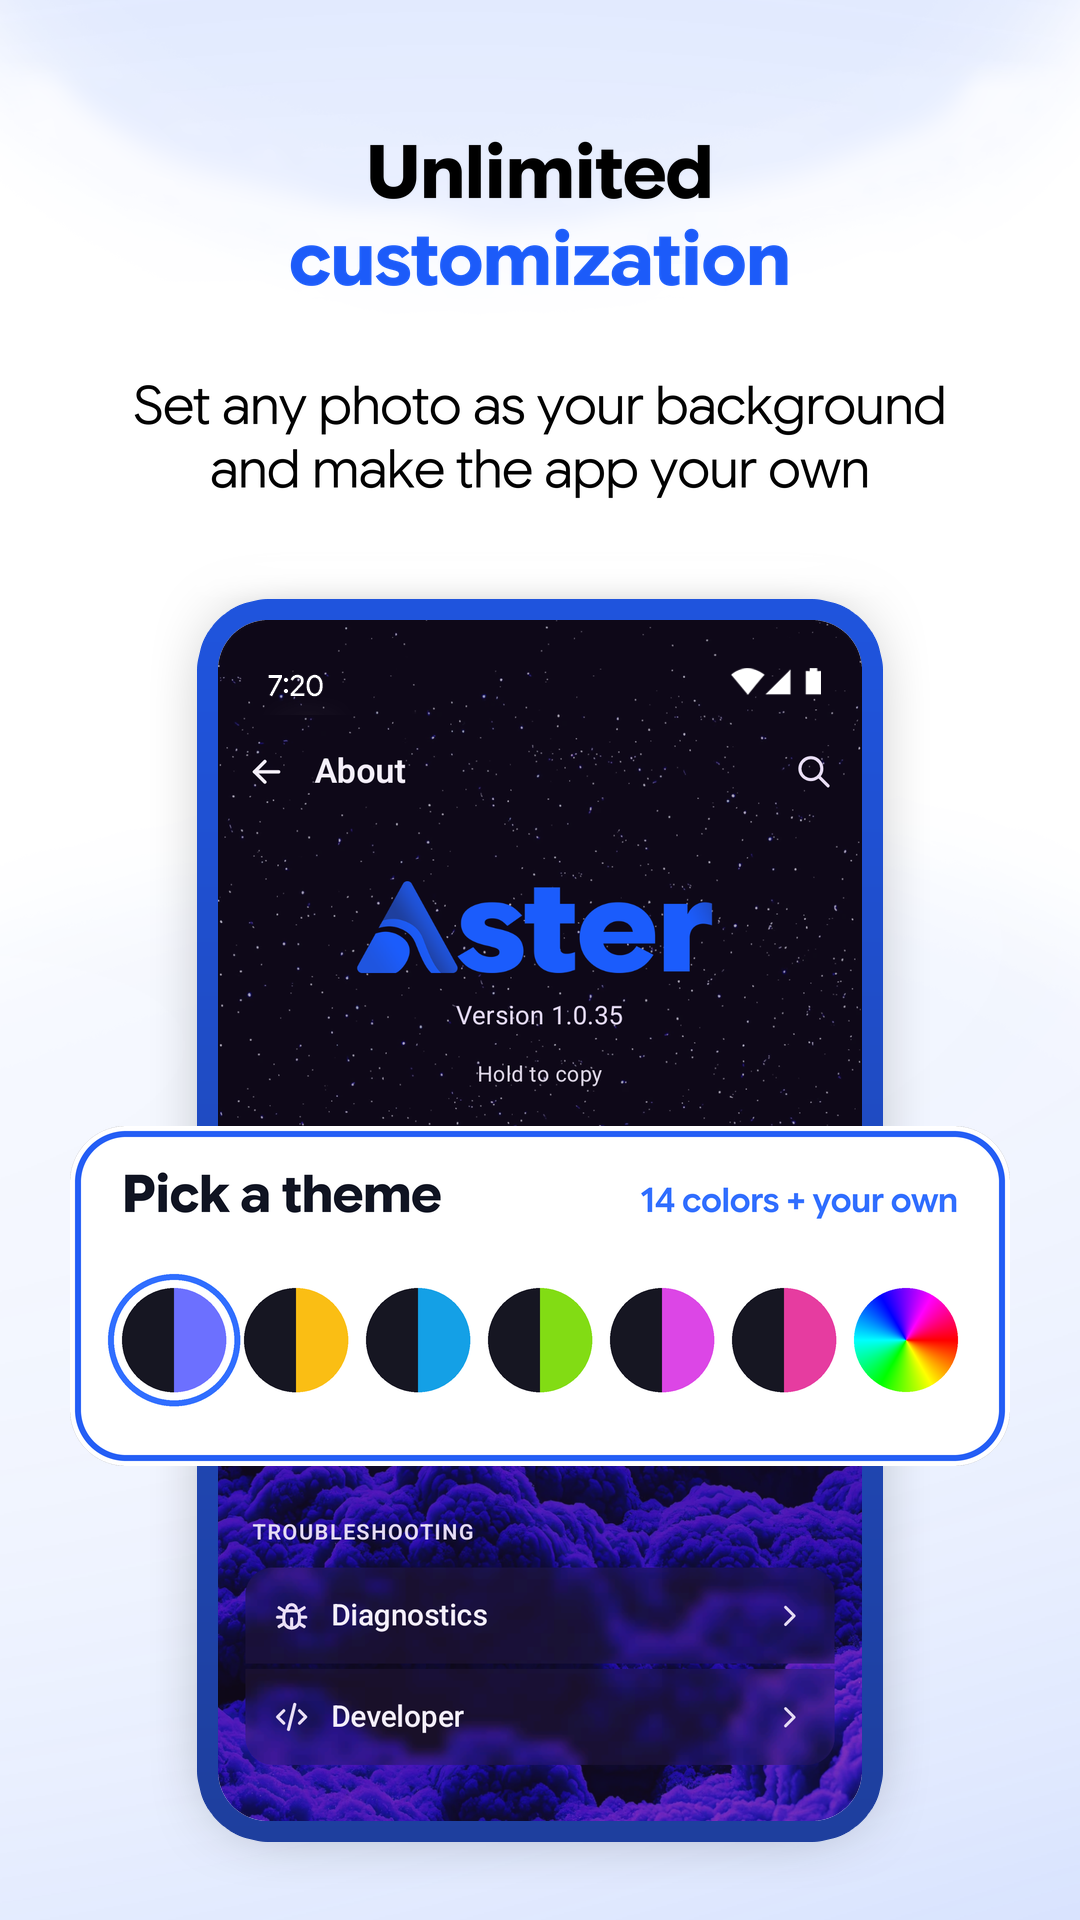 Unlimited
customization
Set any photo as your background
and make the app your own
7:20
About
Aster
Version 1.0.35
Hold to copy
Pick a theme
14 colors + your own
TROUBLESHOOTING
Diagnostics
Developer